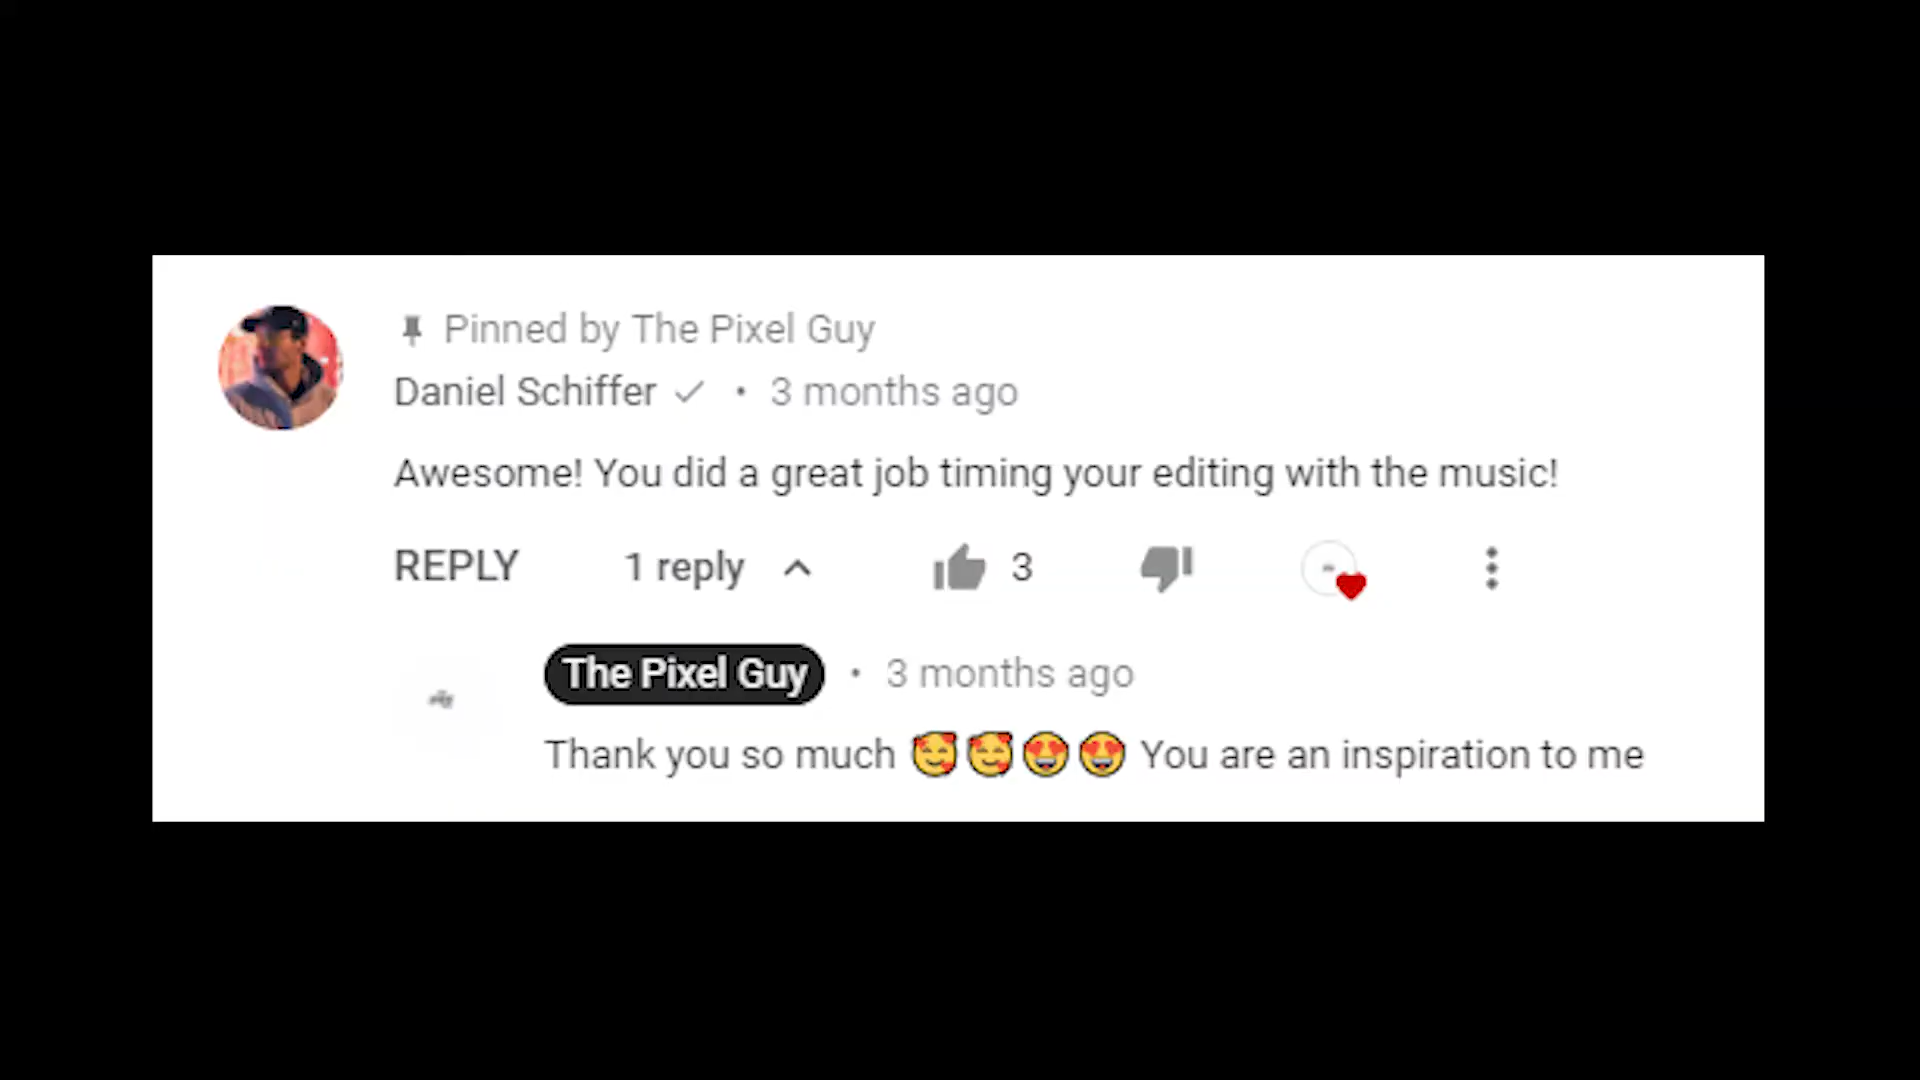 Pinned by The Pixel Guy
Daniel Schiffer ✓ • 3 months ago
Awesome! You did a great job timing your editing with the music!
REPLY 1 reply 3
The Pixel Guy • 3 months ago
Thank you so much 🥰🥰😍😍 You are an inspiration to me